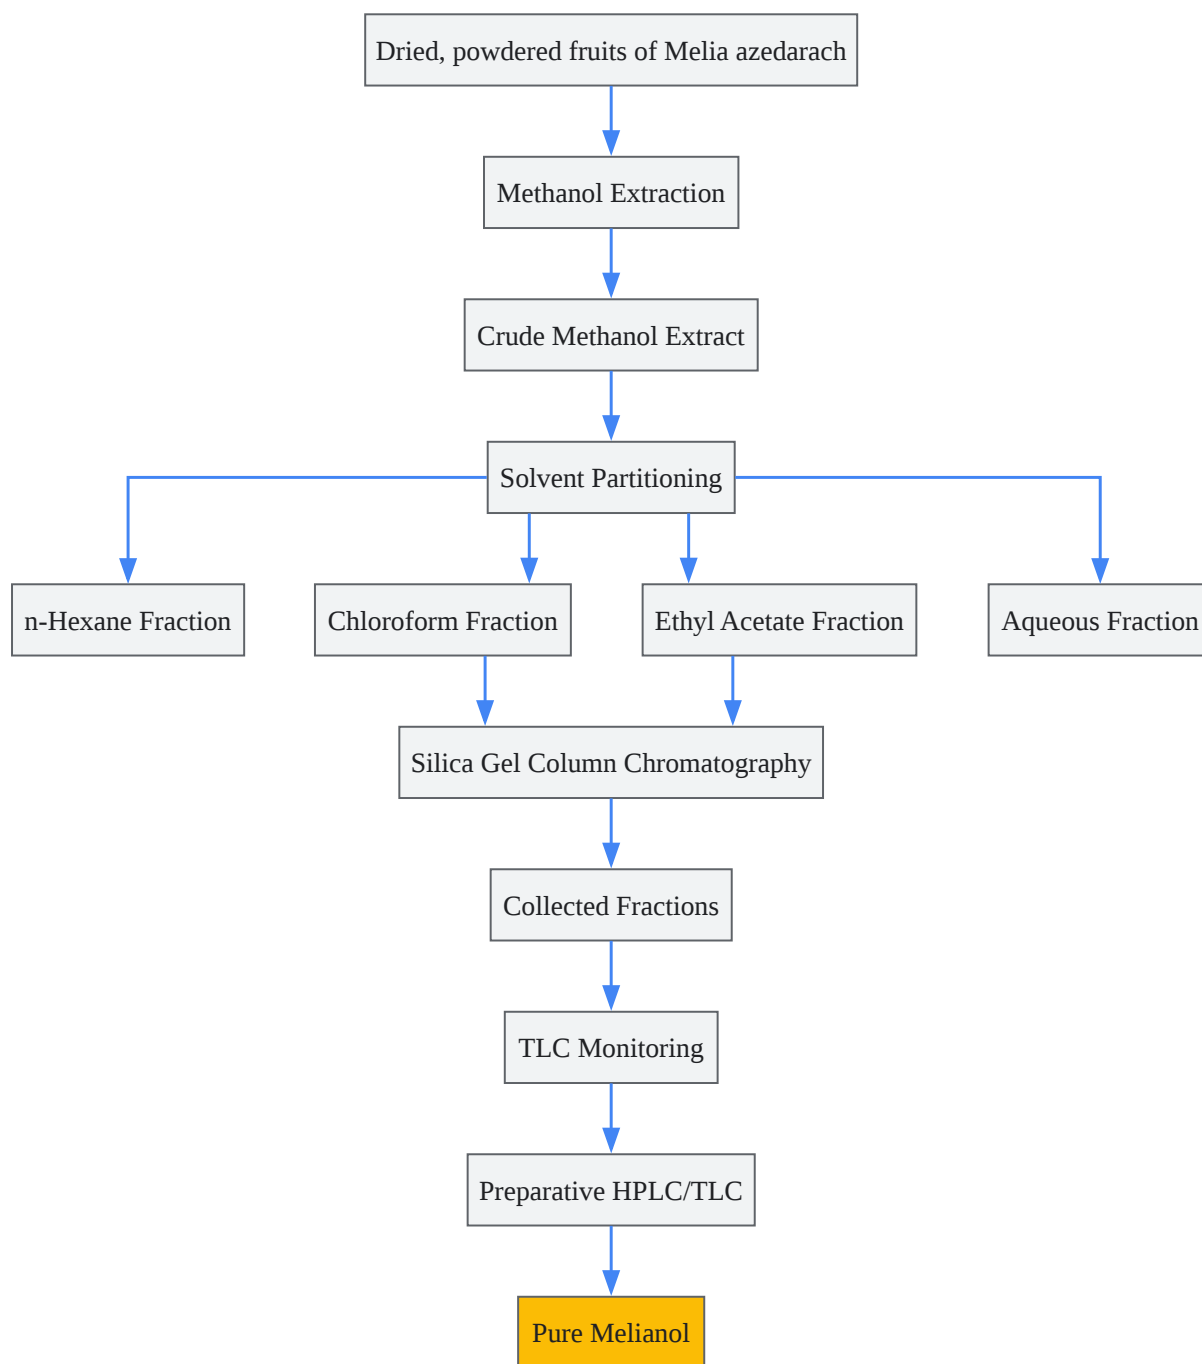 Dried, powdered fruits of Melia azedarach
Methanol Extraction
Crude Methanol Extract
Solvent Partitioning
n-Hexane Fraction
Chloroform Fraction
Ethyl Acetate Fraction
Aqueous Fraction
Silica Gel Column Chromatography
Collected Fractions
TLC Monitoring
Preparative HPLC/TLC
Pure Melianol